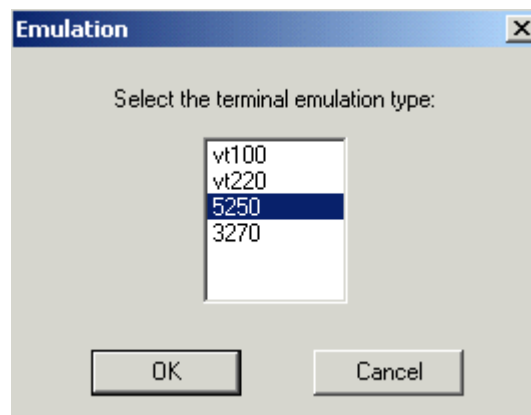 Emulation
Select the terminal emulation type:
vt100
vt220
5250
3270
OK Cancel